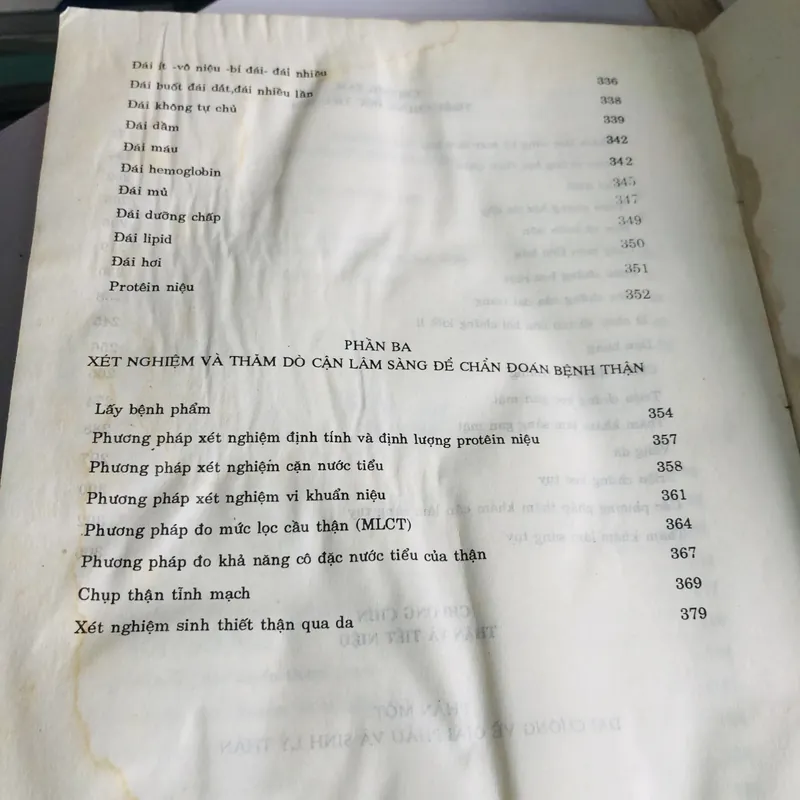 Đái ít -vô niệu -bí đái- đái nhiều 336
Đái buốt đái dắt,đái nhiều lần 338
Đái không tự chủ 339
Đái dầm 342
Đái máu 342
Đái hemoglobin 345
Đái mủ 347
Đái dưỡng chấp 349
Đái lipid 350
Đái hơi 351
Protêin niệu 352
PHẦN BA
XÉT NGHIỆM VÀ THĂM DÒ CẬN LÂM SÀNG ĐỂ CHẨN ĐOÁN BỆNH THẬN
Lấy bệnh phẩm 354
Phương pháp xét nghiệm định tính và định lượng protêin niệu 357
Phương pháp xét nghiệm cặn nước tiểu 358
Phương pháp xét nghiệm vi khuẩn niệu 361
Phương pháp đo mức lọc cầu thận (MLCT) 364
Phương pháp đo khả năng cô đặc nước tiểu của thận 367
Chụp thận tĩnh mạch 369
Xét nghiệm sinh thiết thận qua da 379